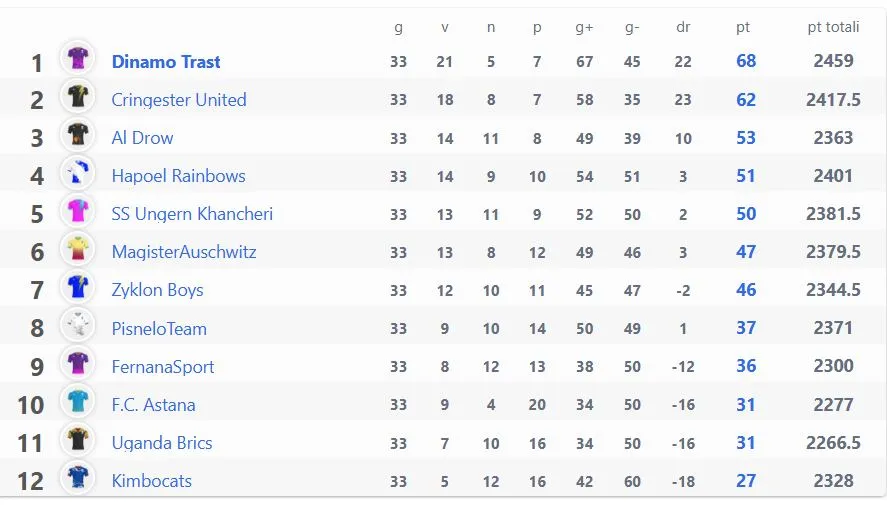 g v n p g+ g- dr pt pt totali
1 Dinamo Trast 33 21 5 7 67 45 22 68 2459
2 Cringester United 33 18 8 7 58 35 23 62 2417.5
3 Al Drow 33 14 11 8 49 39 10 53 2363
4 Hapoel Rainbows 33 14 9 10 54 51 3 51 2401
5 SS Ungern Khancheri 33 13 11 9 52 50 2 50 2381.5
6 MagisterAuschwitz 33 13 8 12 49 46 3 47 2379.5
7 Zyklon Boys 33 12 10 11 45 47 -2 46 2344.5
8 PisneloTeam 33 9 10 14 50 49 1 37 2371
9 FernanaSport 33 8 12 13 38 50 -12 36 2300
10 F.C. Astana 33 9 4 20 34 50 -16 31 2277
11 Uganda Brics 33 7 10 16 34 50 -16 31 2266.5
12 Kimbocats 33 5 12 16 42 60 -18 27 2328